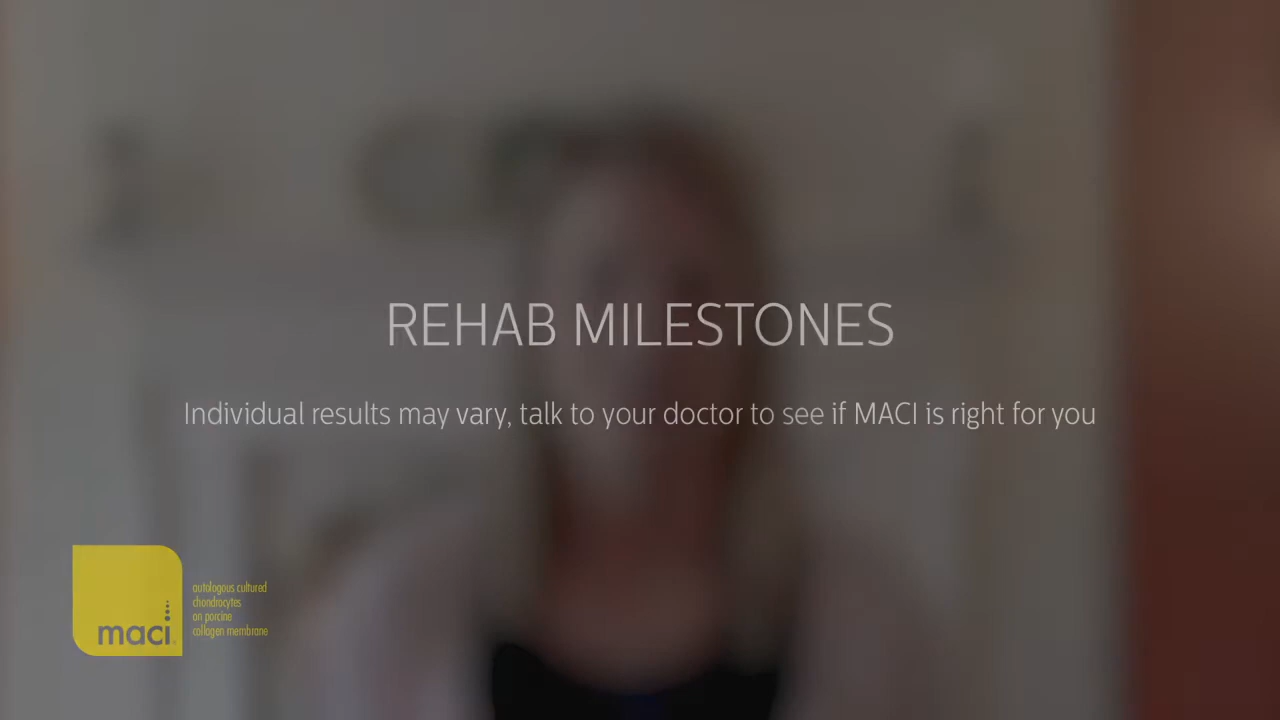 REHAB MILESTONES
Individual results may vary, talk to your doctor to see if MACI is right for you
maci
autologous cultured
chondrocytes
on porcine
collagen membrane